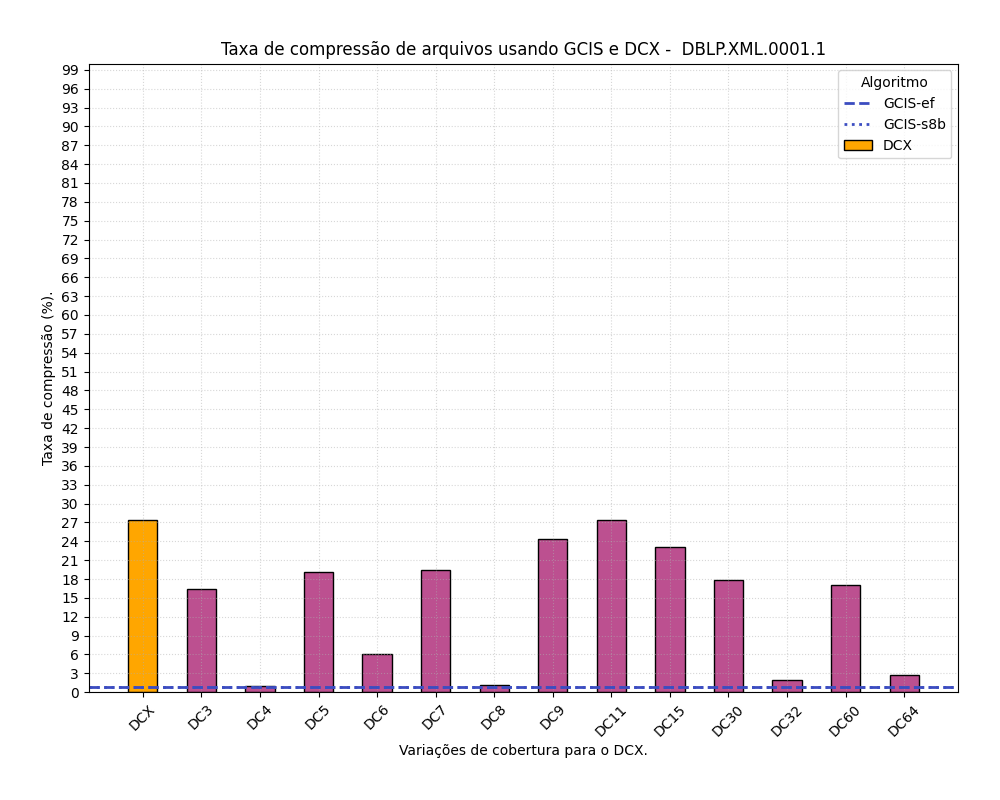 Taxa de compressão de arquivos usando GCIS e DCX -  DBLP.XML.0001.1
Algoritmo
GCIS-ef
GCIS-s8b
DCX
Taxa de compressão (%).
99
96
93
90
87
84
81
78
75
72
69
66
63
60
57
54
51
48
45
42
39
36
33
30
27
24
21
18
15
12
9
6
3
0
DCX
DC3
DC4
DC5
DC6
DC7
DC8
DC9
DC11
DC15
DC30
DC32
DC60
DC64
Variações de cobertura para o DCX.